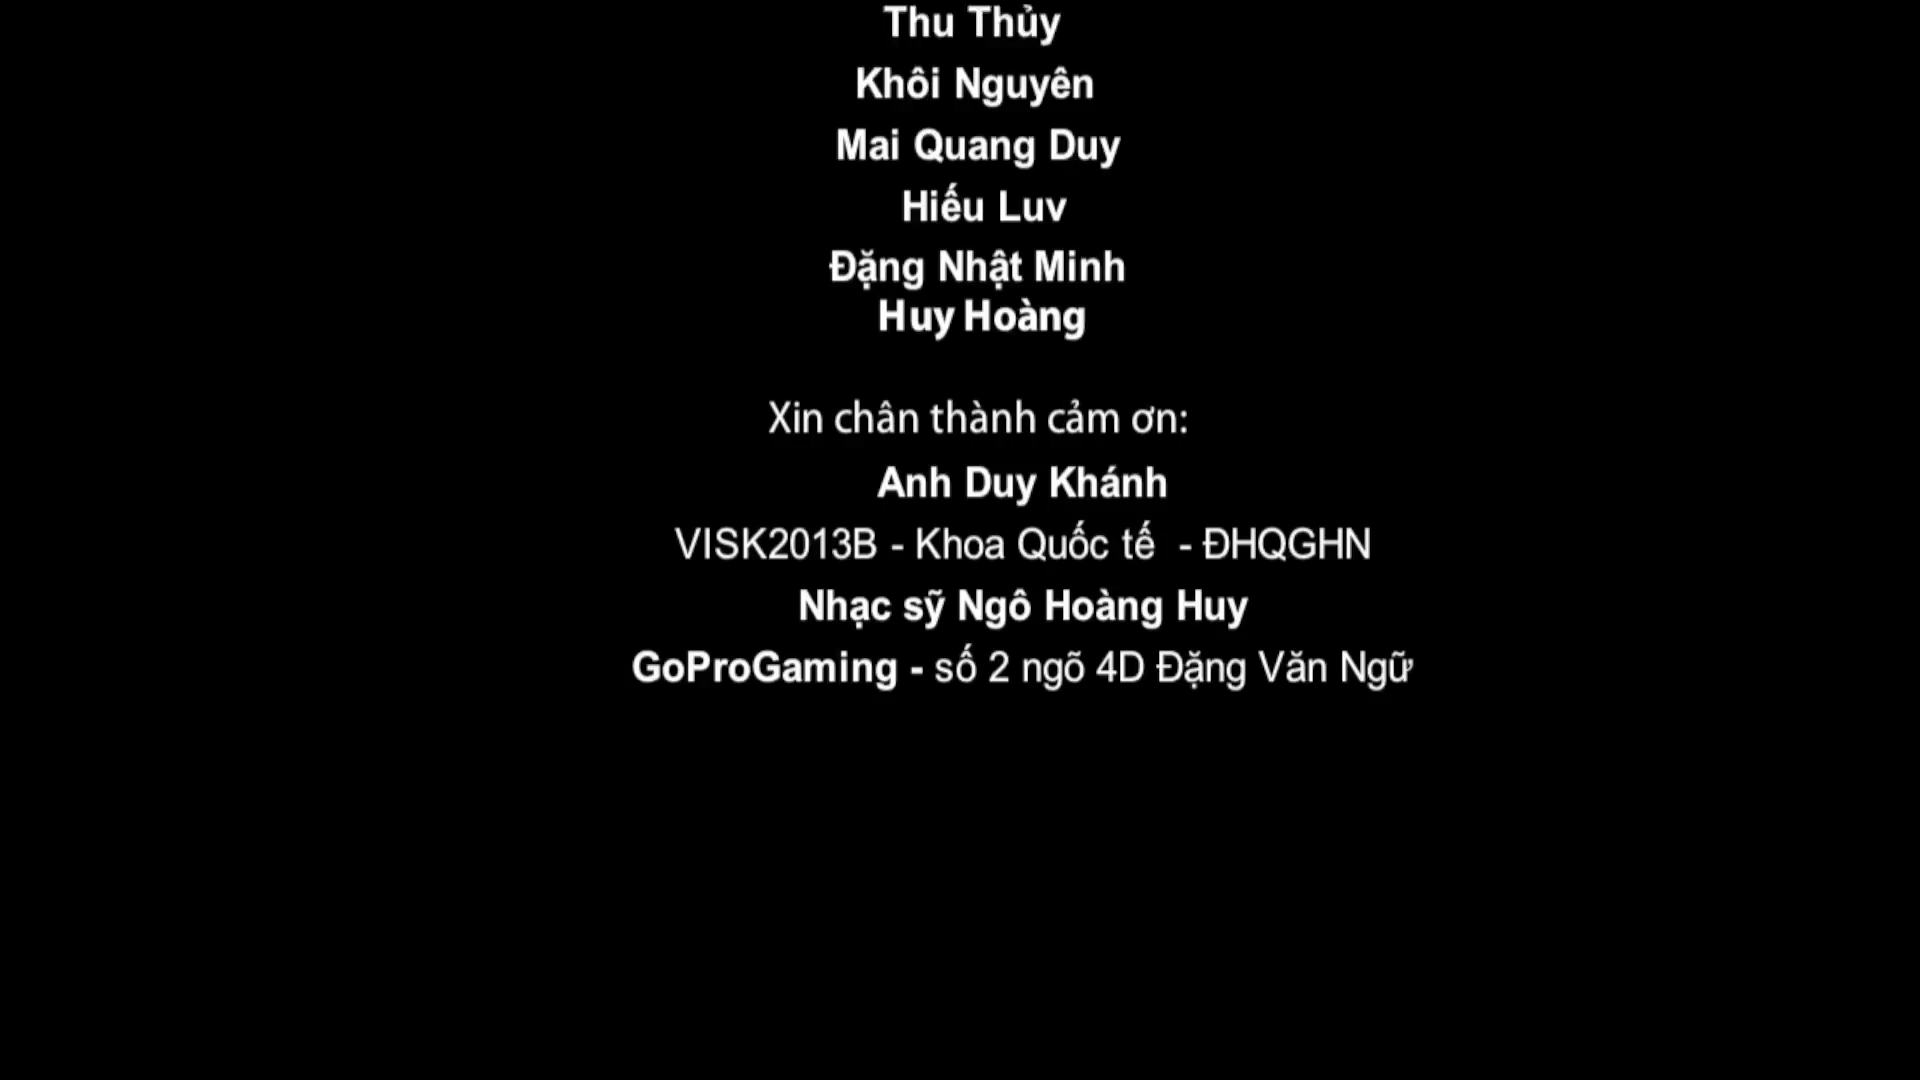 Thu Thủy
Khôi Nguyên
Mai Quang Duy
Hiếu Luv
Đặng Nhật Minh
Huy Hoàng
Xin chân thành cảm ơn:
Anh Duy Khánh
VISK2013B - Khoa Quốc tế - ĐHQGHN
Nhạc sỹ Ngô Hoàng Huy
GoProGaming - số 2 ngõ 4D Đặng Văn Ngữ